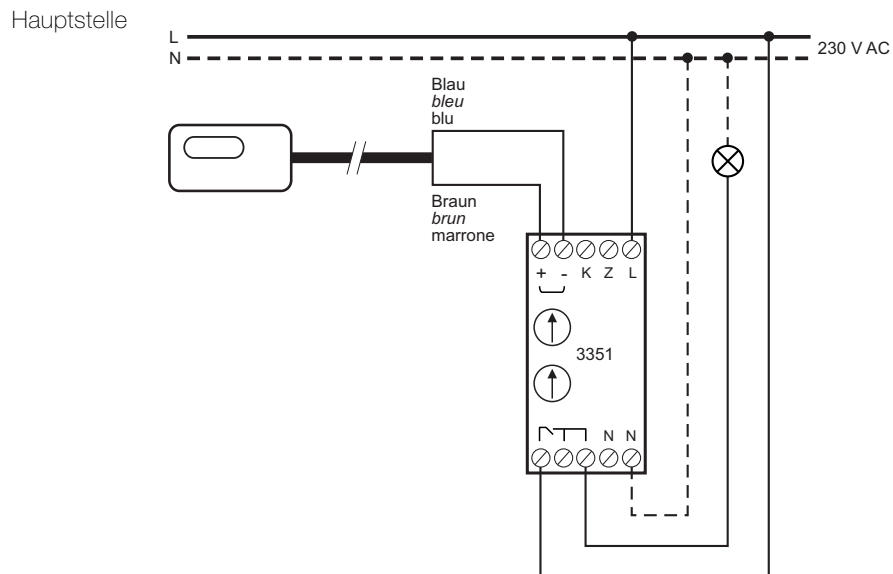 Hauptstelle
L
N
230 V AC
Blau
bleu
blu
Braun
brun
marrone
+ - K Z L
3351
N N